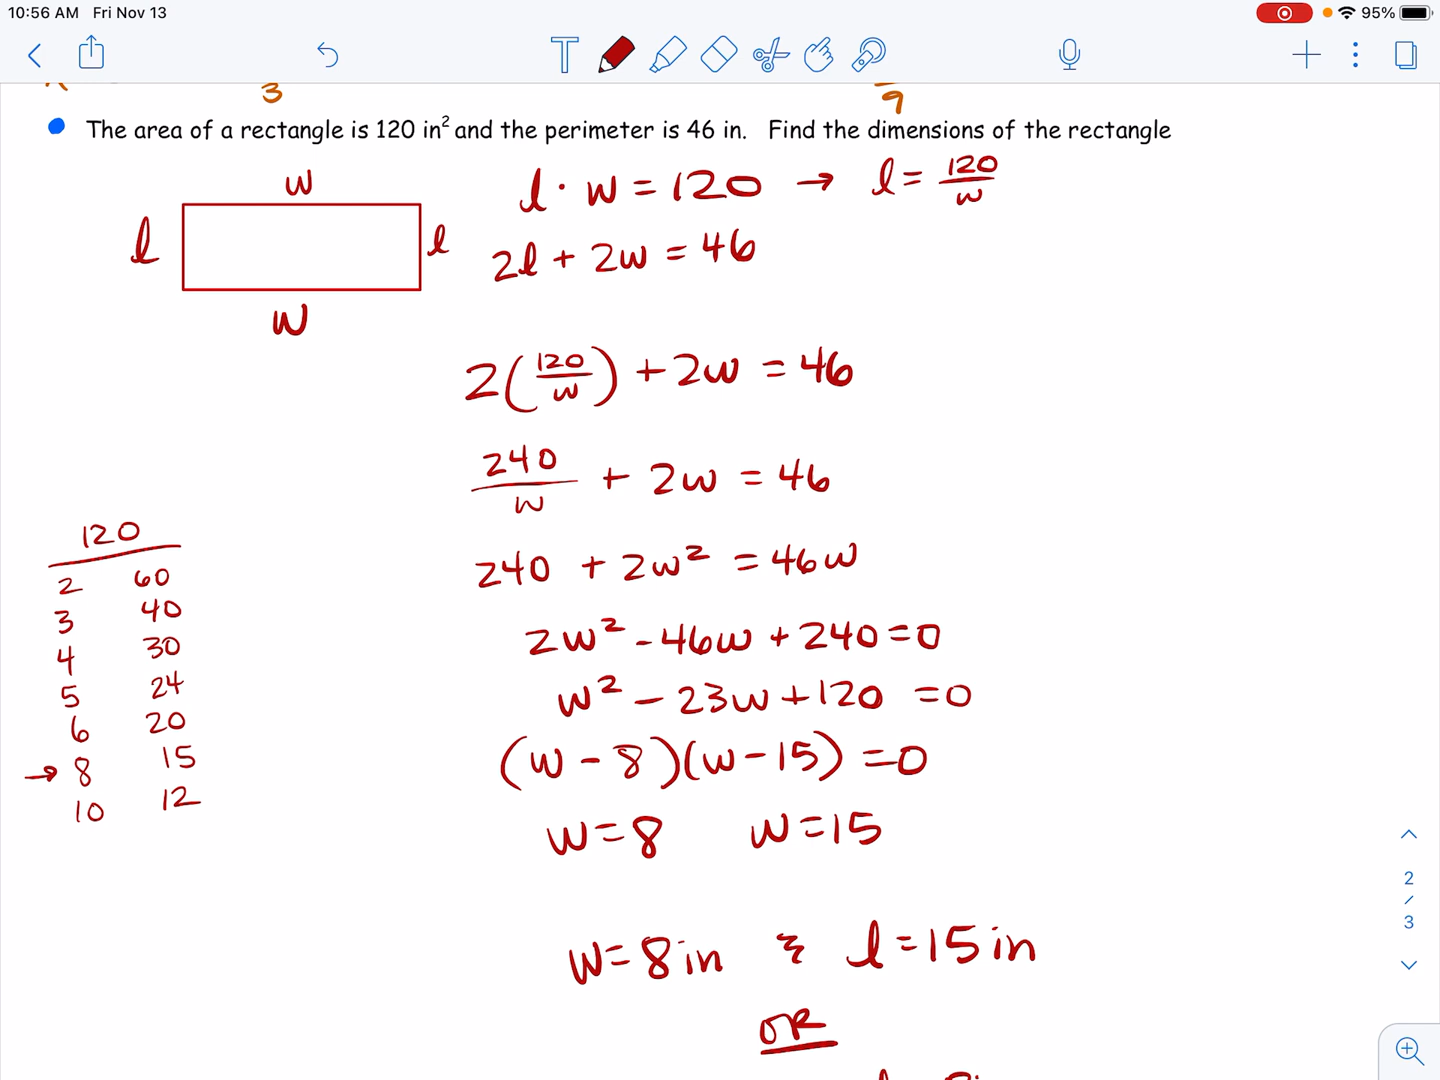 10:56 AM Fri Nov 13 95%
T
3 9
The area of a rectangle is 120 in² and the perimeter is 46 in. Find the dimensions of the rectangle
w
l l
w
l · w = 120 → l = 120/w
2l + 2w = 46
2(120/w) + 2w = 46
240/w + 2w = 46
240 + 2w² = 46w
2w² - 46w + 240 = 0
w² - 23w + 120 = 0
(w - 8)(w - 15) = 0
w = 8 w = 15
w = 8 in & l = 15 in
OR
120
2 60
3 40
4 30
5 24
6 20
→ 8 15
10 12
2
/
3